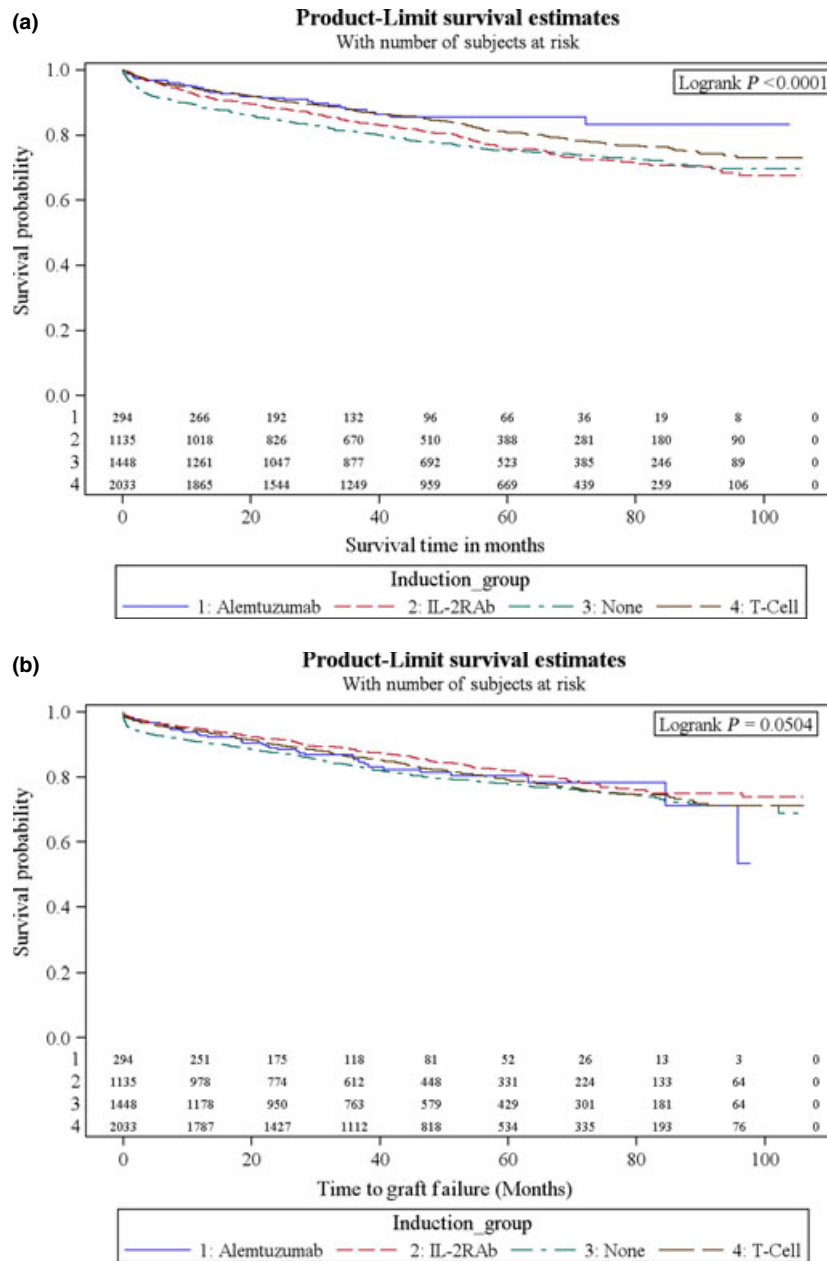 (a)
Product-Limit survival estimates
With number of subjects at risk
Logrank P <0.0001
1.0
0.8
0.6
0.4
0.2
0.0
Survival probability
1 294 266 192 132 96 66 36 19 8 0
2 1135 1018 826 670 510 388 281 180 90 0
3 1448 1261 1047 877 692 523 385 246 89 0
4 2033 1865 1544 1249 959 669 439 259 106 0
0 20 40 60 80 100
Survival time in months
Induction_group
1: Alemtuzumab 2: IL-2RAb 3: None 4: T-Cell
(b)
Product-Limit survival estimates
With number of subjects at risk
Logrank P = 0.0504
1.0
0.8
0.6
0.4
0.2
0.0
Survival probability
1 294 251 175 118 81 52 26 13 3 0
2 1135 978 774 612 448 331 224 133 64 0
3 1448 1178 950 763 579 429 301 181 64 0
4 2033 1787 1427 1112 818 534 335 193 76 0
0 20 40 60 80 100
Time to graft failure (Months)
Induction_group
1: Alemtuzumab 2: IL-2RAb 3: None 4: T-Cell